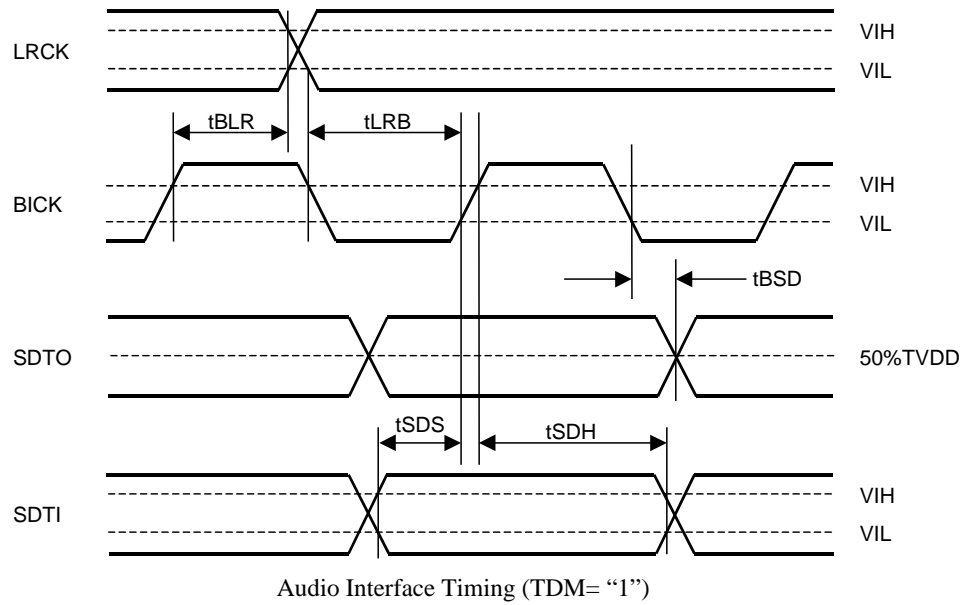 LRCK
VIH
VIL
tBLR
tLRB
BICK
VIH
VIL
tBSD
SDTO
50%TVDD
tSDS
tSDH
SDTI
VIH
VIL
Audio Interface Timing (TDM= “1”)